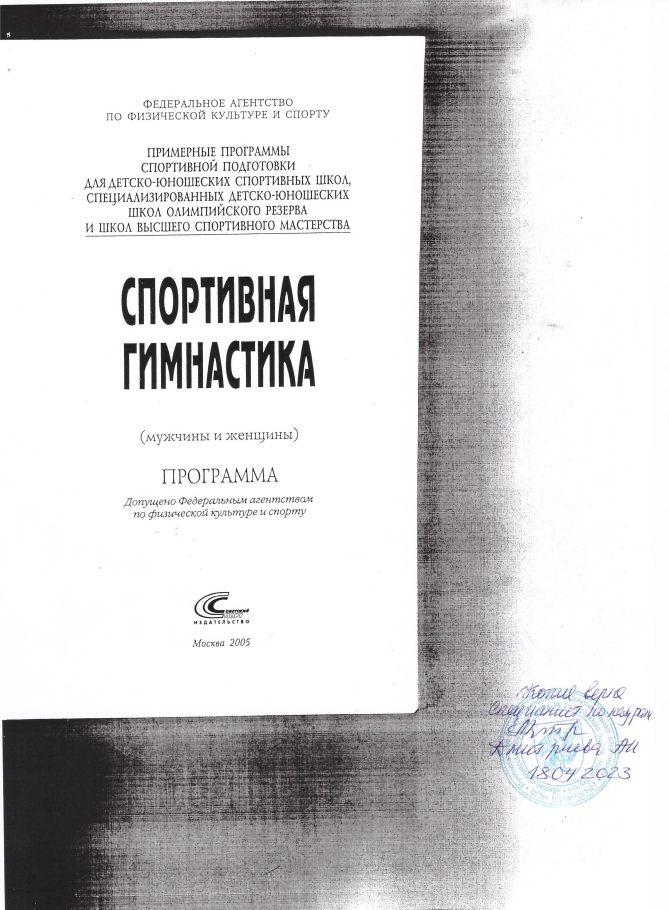 ФЕДЕРАЛЬНОЕ АГЕНТСТВО
ПО ФИЗИЧЕСКОЙ КУЛЬТУРЕ И СПОРТУ
ПРИМЕРНЫЕ ПРОГРАММЫ
СПОРТИВНОЙ ПОДГОТОВКИ
ДЛЯ ДЕТСКО-ЮНОШЕСКИХ СПОРТИВНЫХ ШКОЛ,
СПЕЦИАЛИЗИРОВАННЫХ ДЕТСКО-ЮНОШЕСКИХ
ШКОЛ ОЛИМПИЙСКОГО РЕЗЕРВА
И ШКОЛ ВЫСШЕГО СПОРТИВНОГО МАСТЕРСТВА
СПОРТИВНАЯ
ГИМНАСТИКА
(мужчины и женщины)
ПРОГРАММА
Допущено Федеральным агентством
по физической культуре и спорту
СОВЕТСКИЙ
СПОРТ
ИЗДАТЕЛЬСТВО
Москва 2005
Копия верна
Специалист по кадрам
Дмитриева АИ
18.04 2023